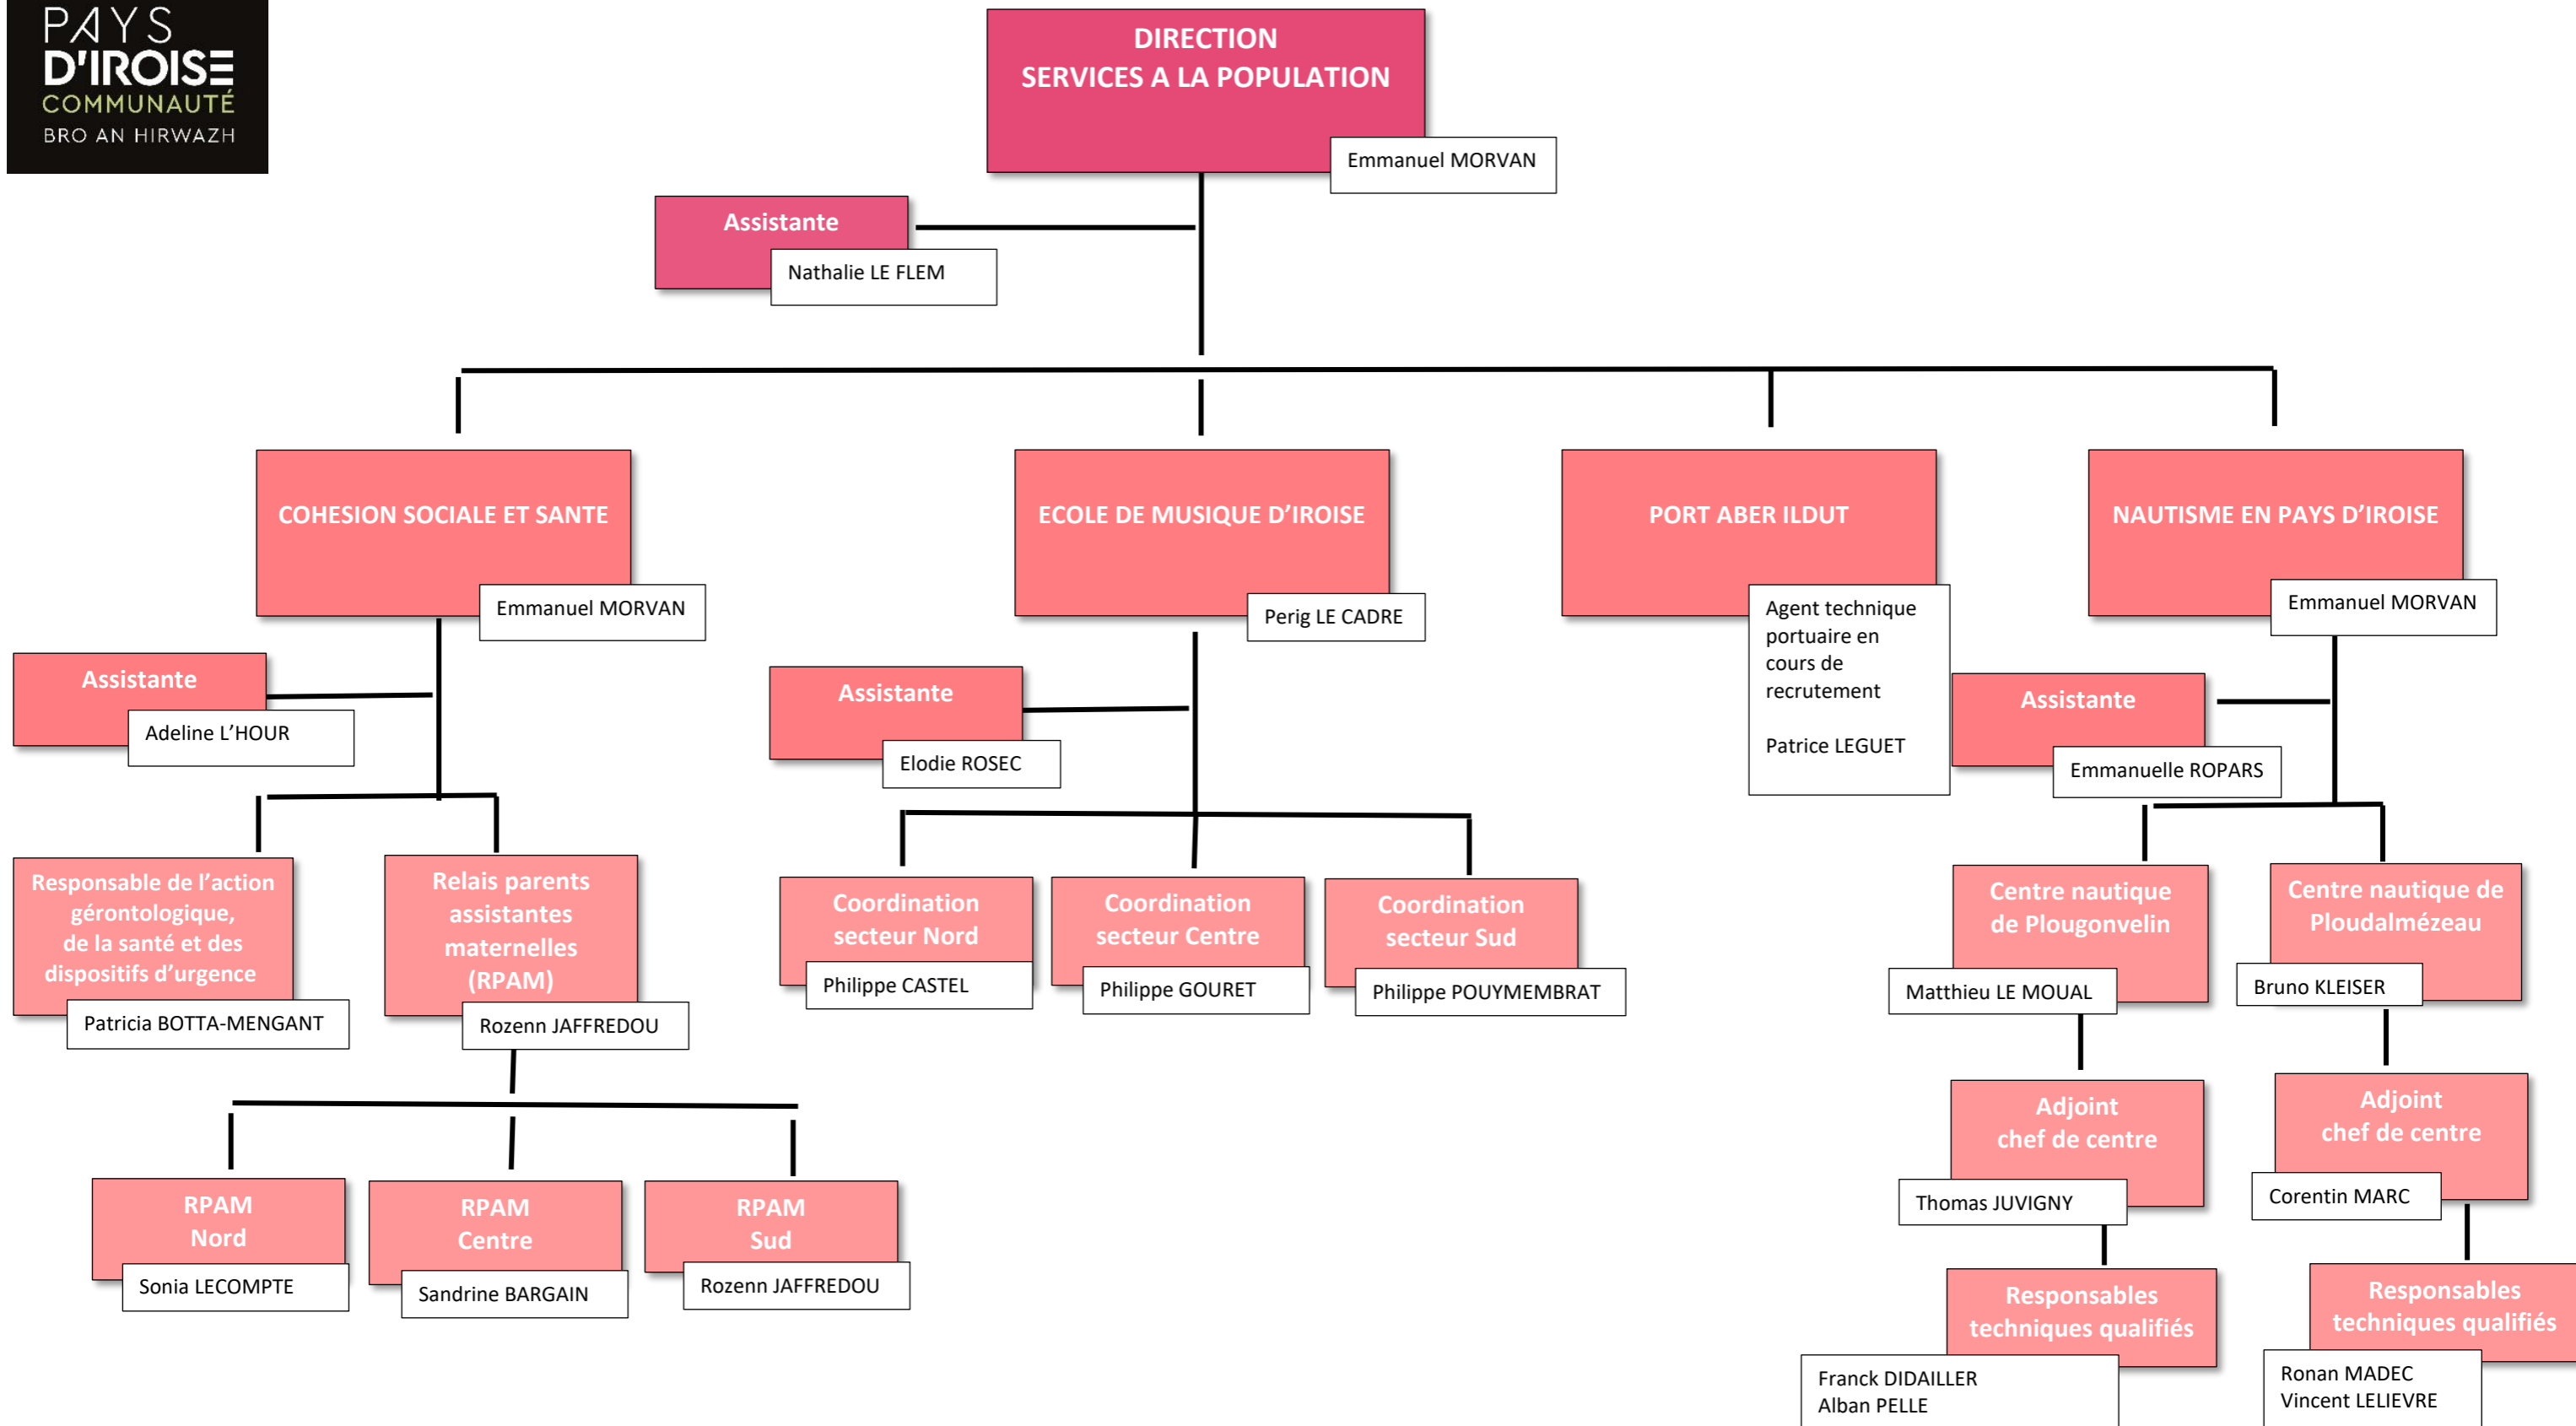 PAYS
D'IROISE
COMMUNAUTÉ
BRO AN HIRWAZH
DIRECTION
SERVICES A LA POPULATION
Emmanuel MORVAN
Assistante
Nathalie LE FLEM
COHESION SOCIALE ET SANTE
Emmanuel MORVAN
ECOLE DE MUSIQUE D’IROISE
Perig LE CADRE
PORT ABER ILDUT
Agent technique
portuaire en
cours de
recrutement
Patrice LEGUET
NAUTISME EN PAYS D’IROISE
Emmanuel MORVAN
Assistante
Adeline L’HOUR
Assistante
Elodie ROSEC
Assistante
Emmanuelle ROPARS
Responsable de l’action
gérontologique,
de la santé et des
dispositifs d’urgence
Patricia BOTTA-MENGANT
Relais parents
assistantes
maternelles
(RPAM)
Rozenn JAFFREDOU
Coordination
secteur Nord
Philippe CASTEL
Coordination
secteur Centre
Philippe GOURET
Coordination
secteur Sud
Philippe POUYMEMBRAT
Centre nautique
de Plougonvelin
Matthieu LE MOUAL
Centre nautique de
Ploudalmézeau
Bruno KLEISER
Adjoint
chef de centre
Thomas JUVIGNY
Adjoint
chef de centre
Corentin MARC
RPAM
Nord
Sonia LECOMPTE
RPAM
Centre
Sandrine BARGAIN
RPAM
Sud
Rozenn JAFFREDOU
Responsables
techniques qualifiés
Franck DIDAILLER
Alban PELLE
Responsables
techniques qualifiés
Ronan MADEC
Vincent LELIEVRE